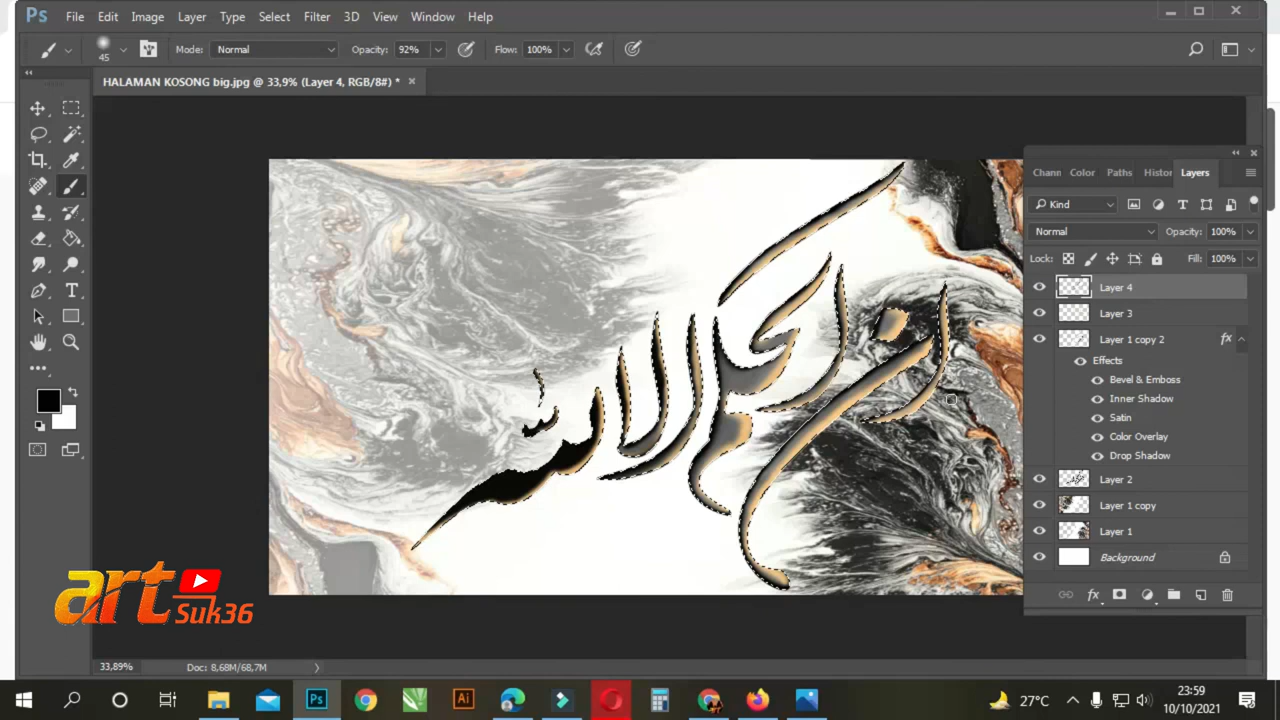 Ps File Edit Image Layer Type Select Filter 3D View Window Help
45 Mode: Normal Opacity: 92% Flow: 100%
HALAMAN KOSONG big.jpg @ 33,9% (Layer 4, RGB/8#) *
Chann Color Paths Histor Layers
Kind
Normal Opacity: 100%
Lock: Fill: 100%
Layer 4
Layer 3
Layer 1 copy 2 fx
Effects
Bevel & Emboss
Inner Shadow
Satin
Color Overlay
Drop Shadow
Layer 2
Layer 1 copy
Layer 1
Background
fx
art
Suk36
33,89% Doc: 8,68M/68,7M
Ps Ai 27°C 23:59
10/10/2021